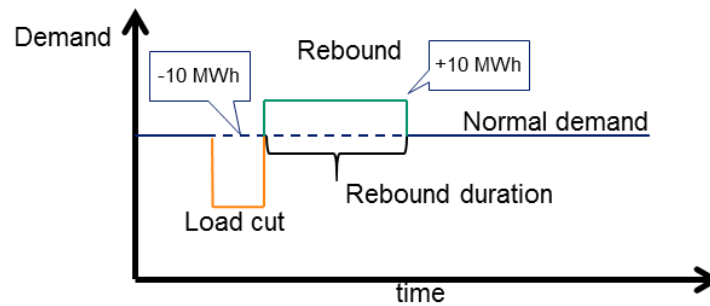 Demand
Rebound
-10 MWh
+10 MWh
Normal demand
Rebound duration
Load cut
time